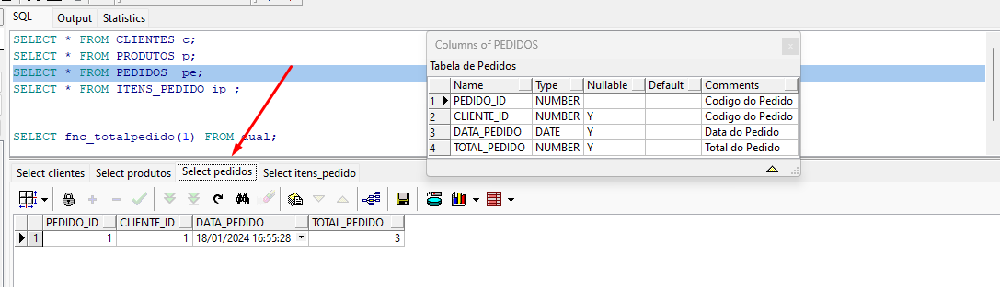 SQL Output Statistics
SELECT * FROM CLIENTES c;
SELECT * FROM PRODUTOS p;
SELECT * FROM PEDIDOS  pe;
SELECT * FROM ITENS_PEDIDO ip ;
SELECT fnc_totalpedido(1) FROM dual;
Columns of PEDIDOS
x
Tabela de Pedidos
Name Type Nullable Default Comments
1 PEDIDO_ID NUMBER Codigo do Pedido
2 CLIENTE_ID NUMBER Y Codigo do Pedido
3 DATA_PEDIDO DATE Y Data do Pedido
4 TOTAL_PEDIDO NUMBER Y Total do Pedido
Select clientes Select produtos Select pedidos Select itens_pedido
PEDIDO_ID CLIENTE_ID DATA_PEDIDO TOTAL_PEDIDO
1 1 1 18/01/2024 16:55:28 3